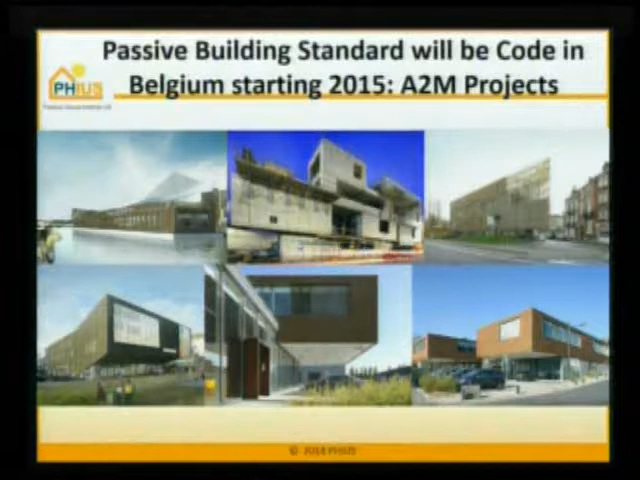 Passive Building Standard will be Code in
Belgium starting 2015: A2M Projects
PHIUS
© 2014 PHIUS